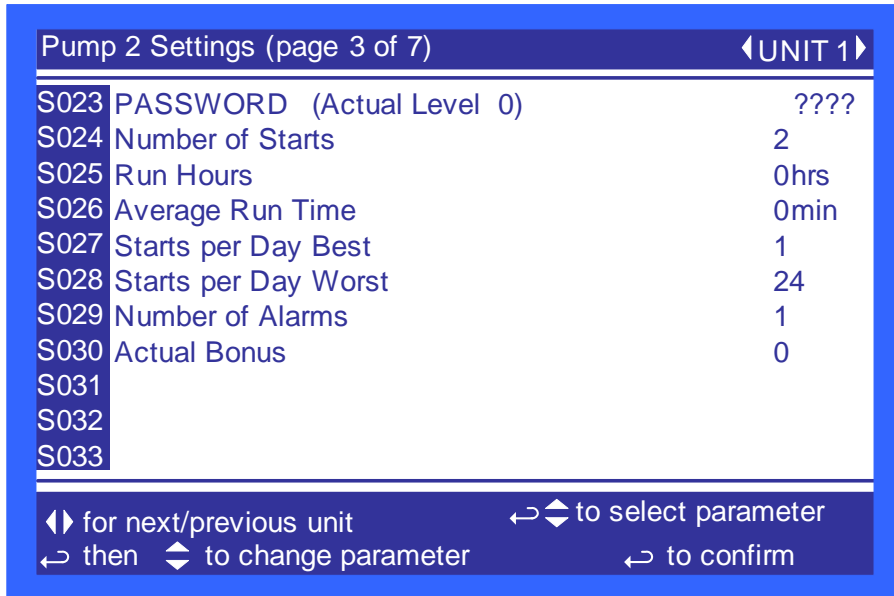 Pump 2 Settings (page 3 of 7) UNIT 1
S023 PASSWORD (Actual Level 0) ????
S024 Number of Starts 2
S025 Run Hours 0hrs
S026 Average Run Time 0min
S027 Starts per Day Best 1
S028 Starts per Day Worst 24
S029 Number of Alarms 1
S030 Actual Bonus 0
S031
S032
S033
for next/previous unit to select parameter
then to change parameter to confirm